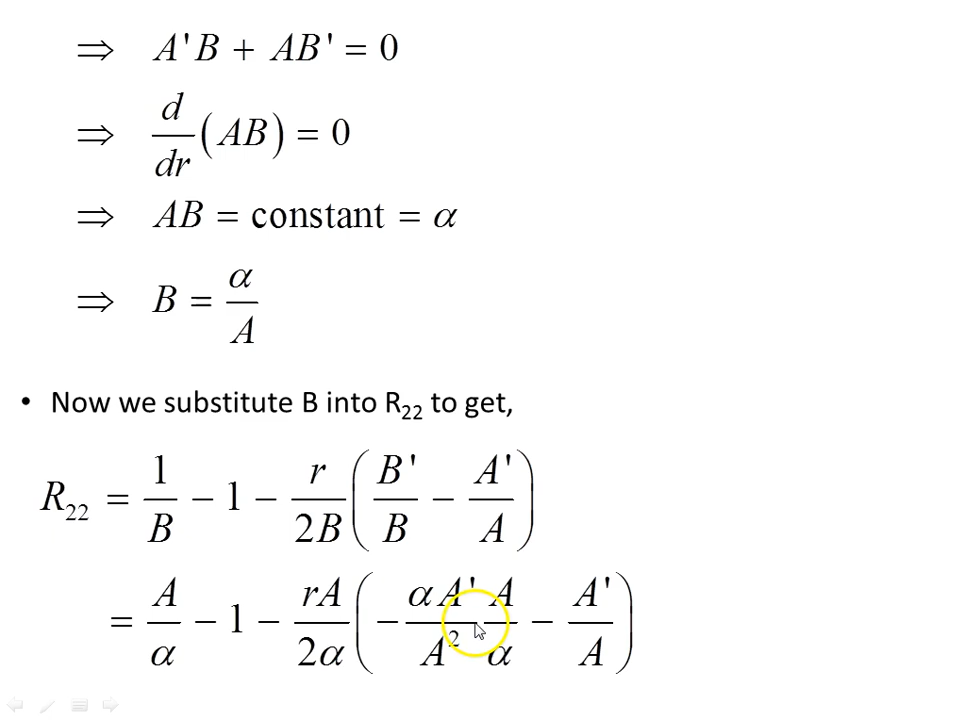 ⇒ A'B + AB' = 0
⇒ d/dr (AB) = 0
⇒ AB = constant = α
⇒ B = α/A
• Now we substitute B into R₂₂ to get,
R₂₂ = 1/B − 1 − r/2B (B'/B − A'/A)
= A/α − 1 − rA/2α (− αA'/A² A/α − A'/A)